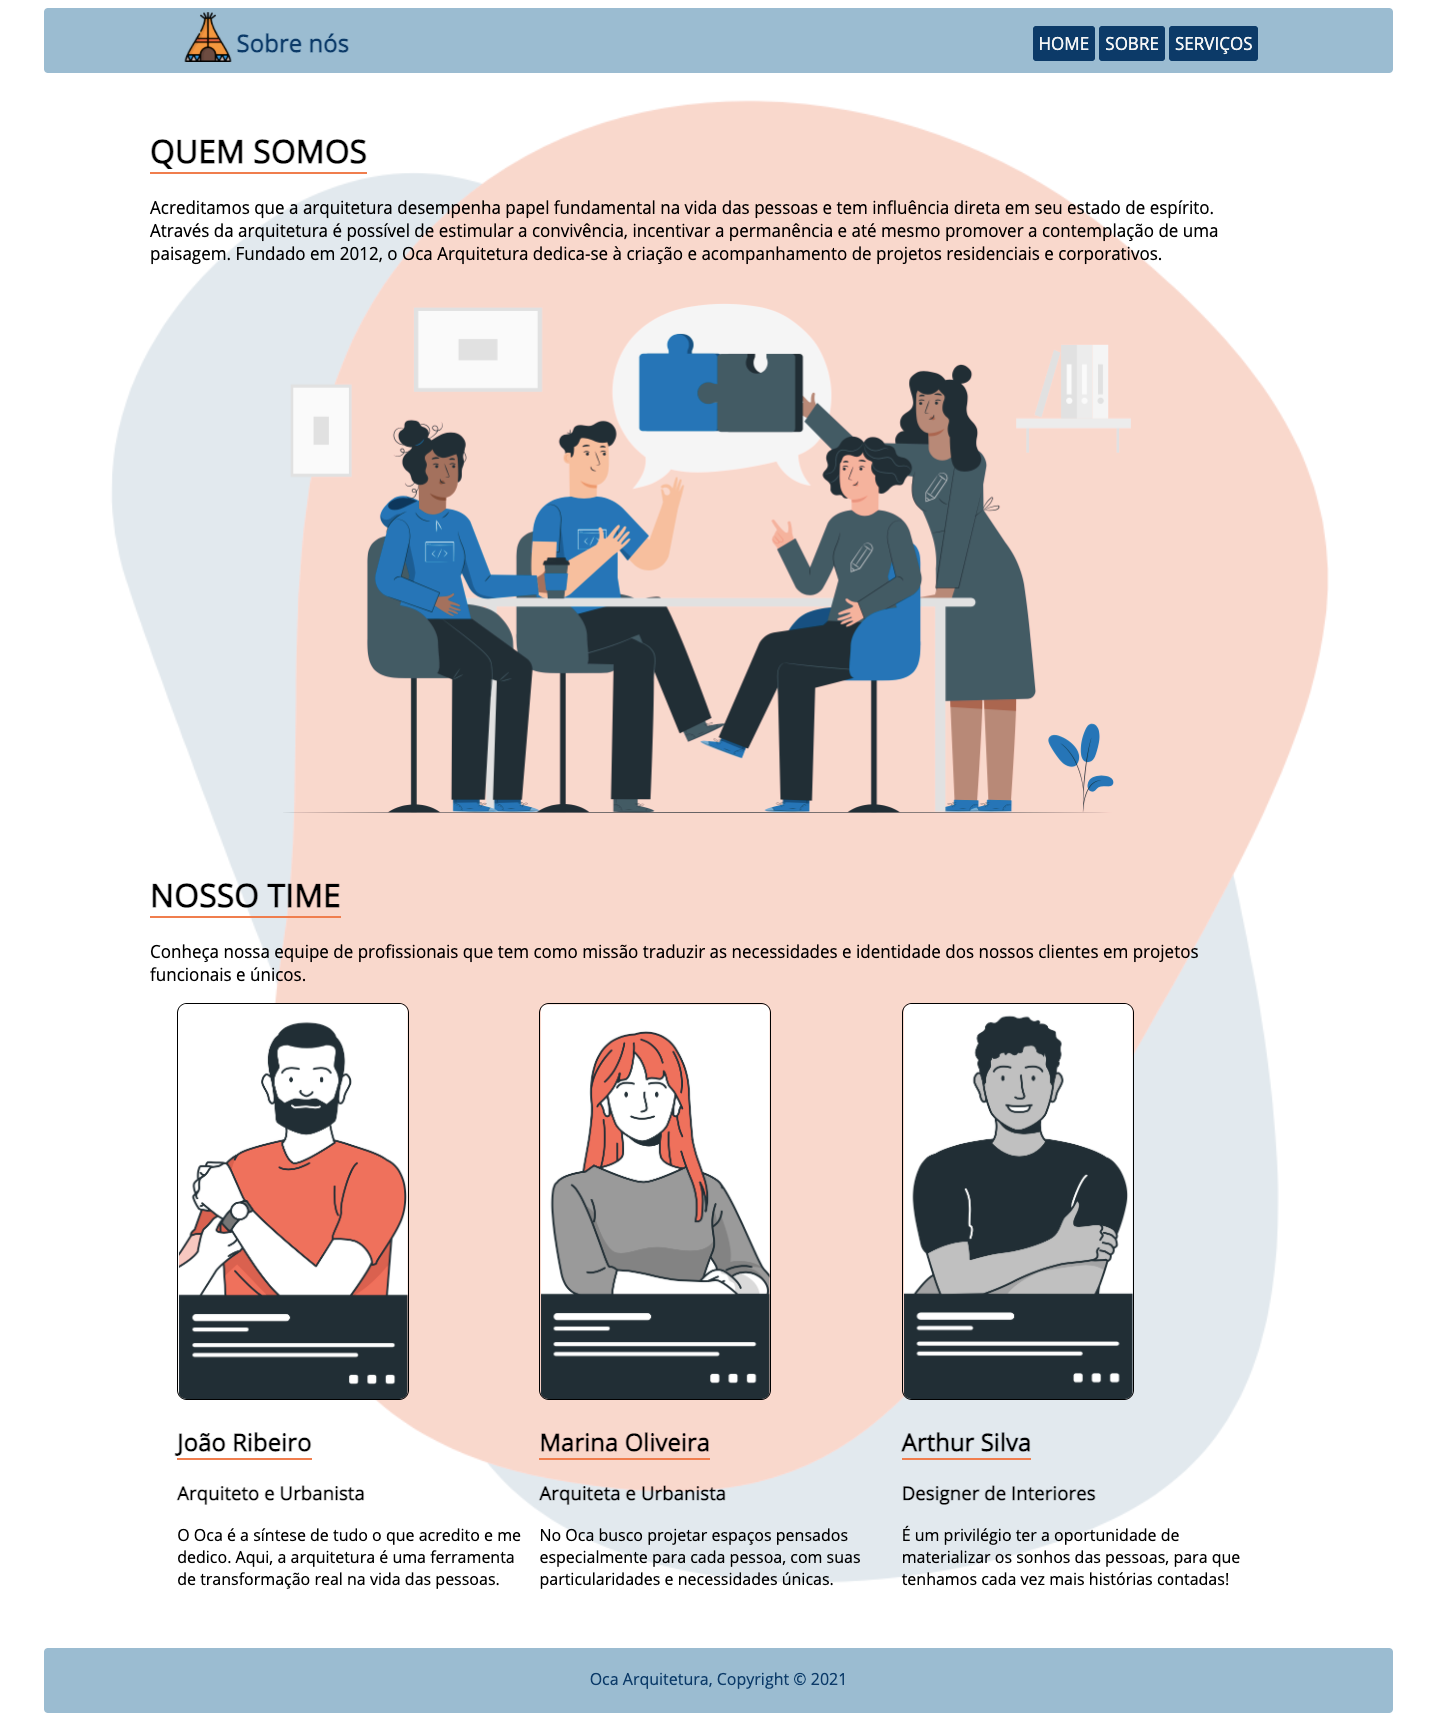 Sobre nós
HOME SOBRE SERVIÇOS
QUEM SOMOS
Acreditamos que a arquitetura desempenha papel fundamental na vida das pessoas e tem influência direta em seu estado de espírito.
Através da arquitetura é possível de estimular a convivência, incentivar a permanência e até mesmo promover a contemplação de uma
paisagem. Fundado em 2012, o Oca Arquitetura dedica-se à criação e acompanhamento de projetos residenciais e corporativos.
</>
</>
NOSSO TIME
Conheça nossa equipe de profissionais que tem como missão traduzir as necessidades e identidade dos nossos clientes em projetos
funcionais e únicos.
João Ribeiro
Arquiteto e Urbanista
O Oca é a síntese de tudo o que acredito e me
dedico. Aqui, a arquitetura é uma ferramenta
de transformação real na vida das pessoas.
Marina Oliveira
Arquiteta e Urbanista
No Oca busco projetar espaços pensados
especialmente para cada pessoa, com suas
particularidades e necessidades únicas.
Arthur Silva
Designer de Interiores
É um privilégio ter a oportunidade de
materializar os sonhos das pessoas, para que
tenhamos cada vez mais histórias contadas!
Oca Arquitetura, Copyright © 2021